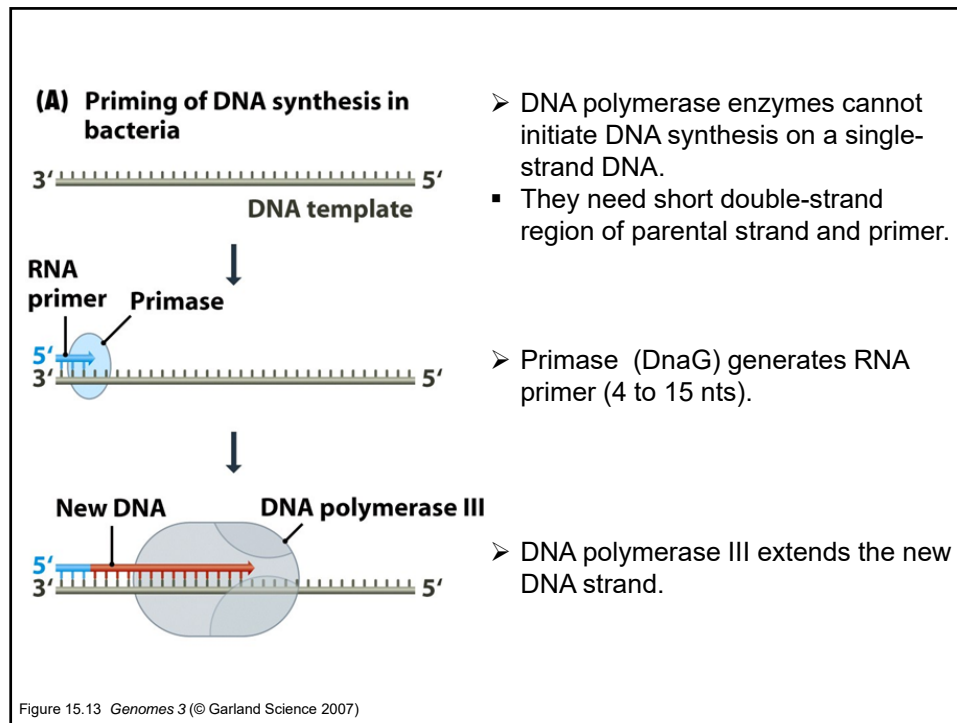 (A) Priming of DNA synthesis in
bacteria
3‘ 5‘
DNA template
RNA
primer Primase
5‘
3‘ 5‘
New DNA DNA polymerase III
5‘
3‘ 5‘
➢ DNA polymerase enzymes cannot
initiate DNA synthesis on a single-
strand DNA.
▪ They need short double-strand
region of parental strand and primer.
➢ Primase (DnaG) generates RNA
primer (4 to 15 nts).
➢ DNA polymerase III extends the new
DNA strand.
Figure 15.13 Genomes 3 (© Garland Science 2007)